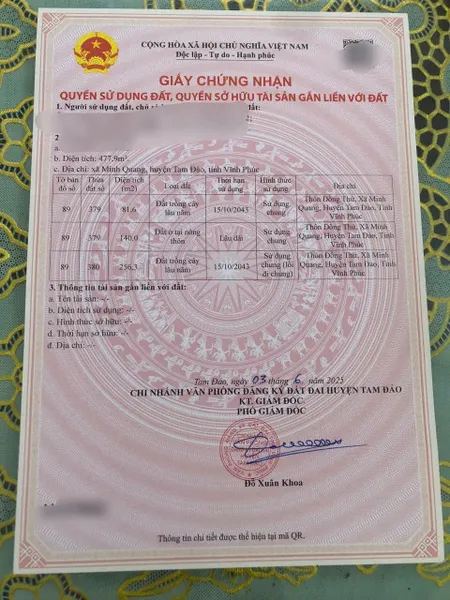 CỘNG HÒA XÃ HỘI CHỦ NGHĨA VIỆT NAM
Độc lập - Tự do - Hạnh phúc
GIẤY CHỨNG NHẬN
QUYỀN SỬ DỤNG ĐẤT, QUYỀN SỞ HỮU TÀI SẢN GẮN LIỀN VỚI ĐẤT
1. Người sử dụng đất, chủ đất:
2
a.
b. Diện tích: 477,9m²
c. Địa chỉ: xã Minh Quang, huyện Tam Đảo, tỉnh Vĩnh Phúc
Tờ bản đồ số Thửa đất số Diện tích (m2) Loại đất Thời hạn sử dụng Hình thức sử dụng Địa chỉ
89 379 81.6 Đất trồng cây lâu năm 15/10/2043 Sử dụng chung Thôn Đồng Thứ, Xã Minh Quang, Huyện Tam Đảo, Tỉnh Vĩnh Phúc
89 379 140.0 Đất ở tại nông thôn Lâu dài Sử dụng chung Thôn Đồng Thứ, Xã Minh Quang, Huyện Tam Đảo, Tỉnh Vĩnh Phúc
89 380 256.3 Đất trồng cây lâu năm 15/10/2043 Sử dụng chung (lối đi chung) Thôn Đồng Thứ, Xã Minh Quang, Huyện Tam Đảo, Tỉnh Vĩnh Phúc
3. Thông tin tài sản gắn liền với đất:
a. Tên tài sản: -/-
b. Diện tích sử dụng: -/-
c. Hình thức sở hữu: -/-
d. Thời hạn sở hữu: -/-
đ. Địa chỉ: -/-
Tam Đảo, ngày 03 tháng 6 năm 2025
CHI NHÁNH VĂN PHÒNG ĐĂNG KÝ ĐẤT ĐAI HUYỆN TAM ĐẢO
KT. GIÁM ĐỐC
PHÓ GIÁM ĐỐC
Đỗ Xuân Khoa
Thông tin chi tiết được thể hiện tại mã QR.